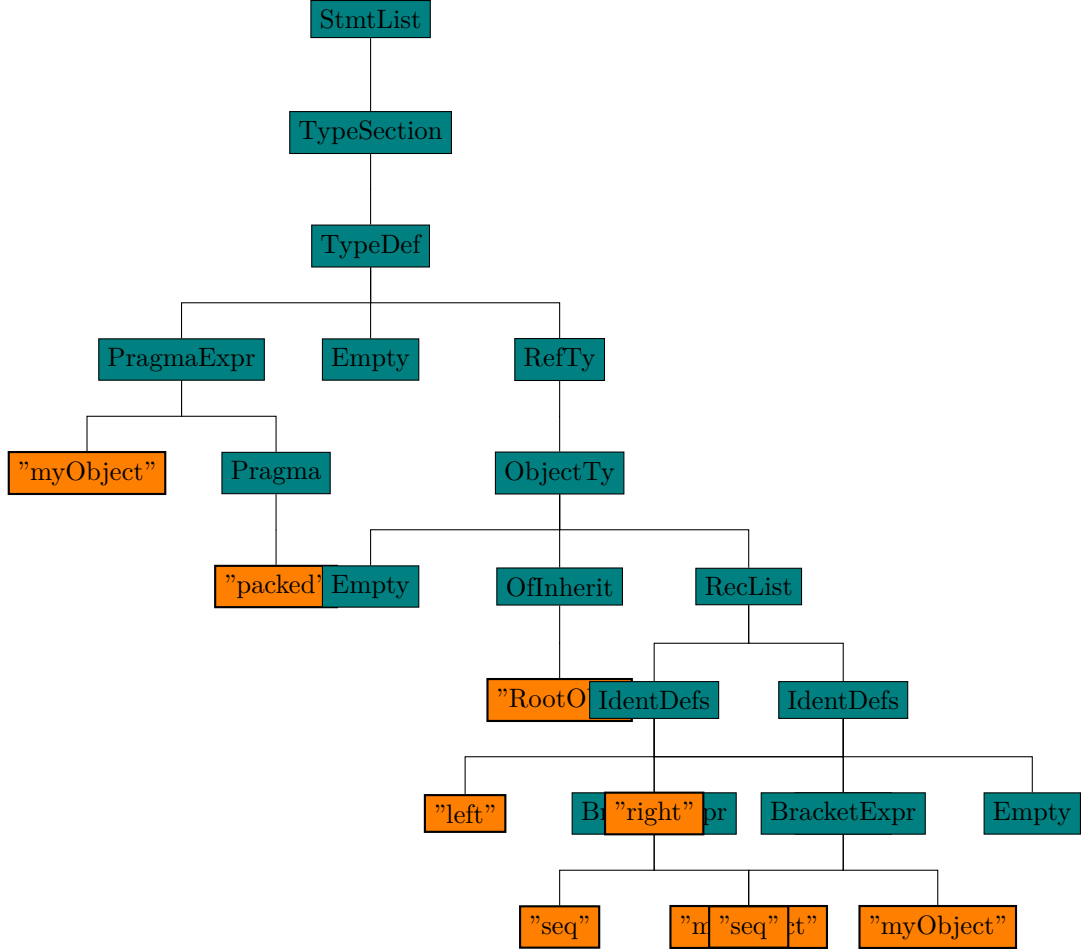 StmtList
TypeSection
TypeDef
PragmaExpr Empty RefTy
"myObject" Pragma ObjectTy
"packed" Empty OfInherit RecList
IdentDefs IdentDefs
"left" "right" BracketExpr Empty
"seq" "seq" "myObject"